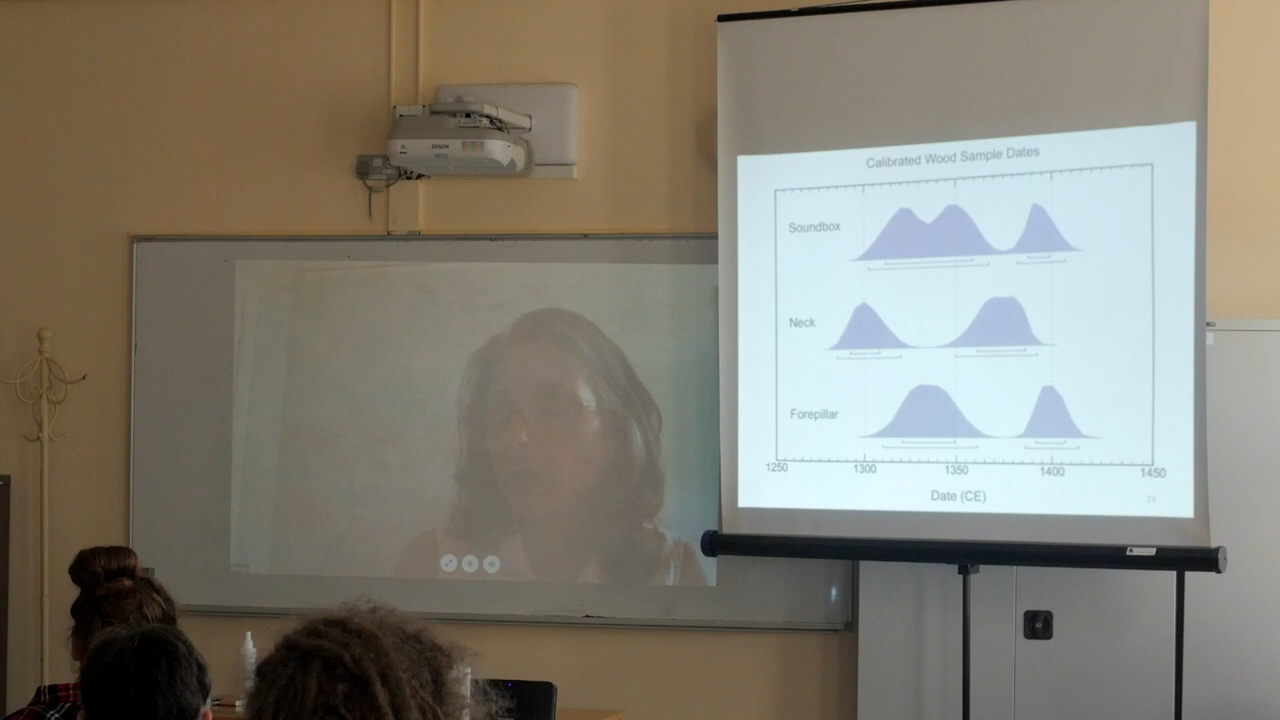 EPSON
Calibrated Wood Sample Dates
Soundbox
Neck
Forepillar
1250 1300 1350 1400 1450
Date (CE)
23